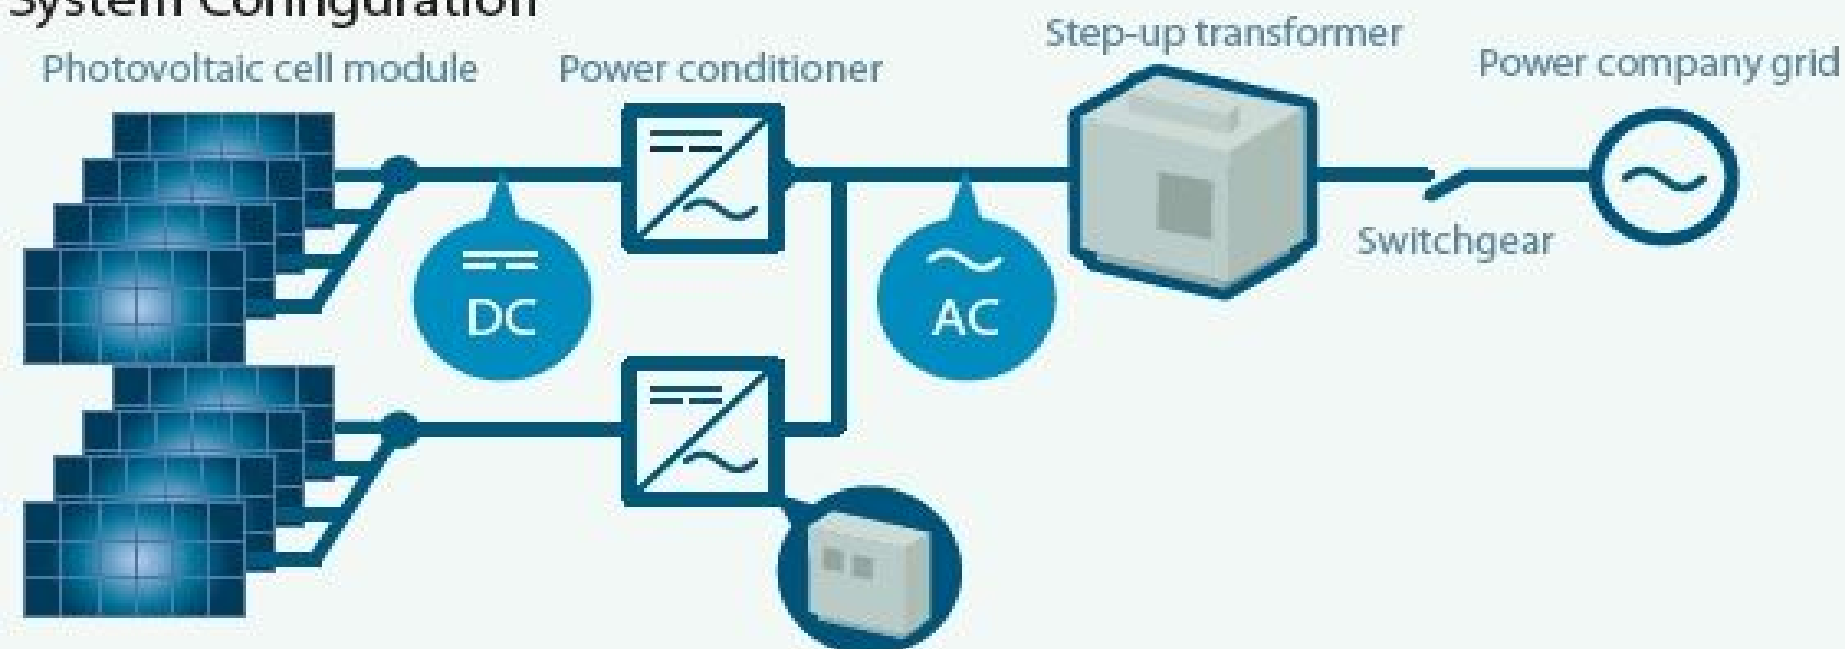 System Configuration
Photovoltaic cell module
Power conditioner
Step-up transformer
Power company grid
Switchgear
DC
AC